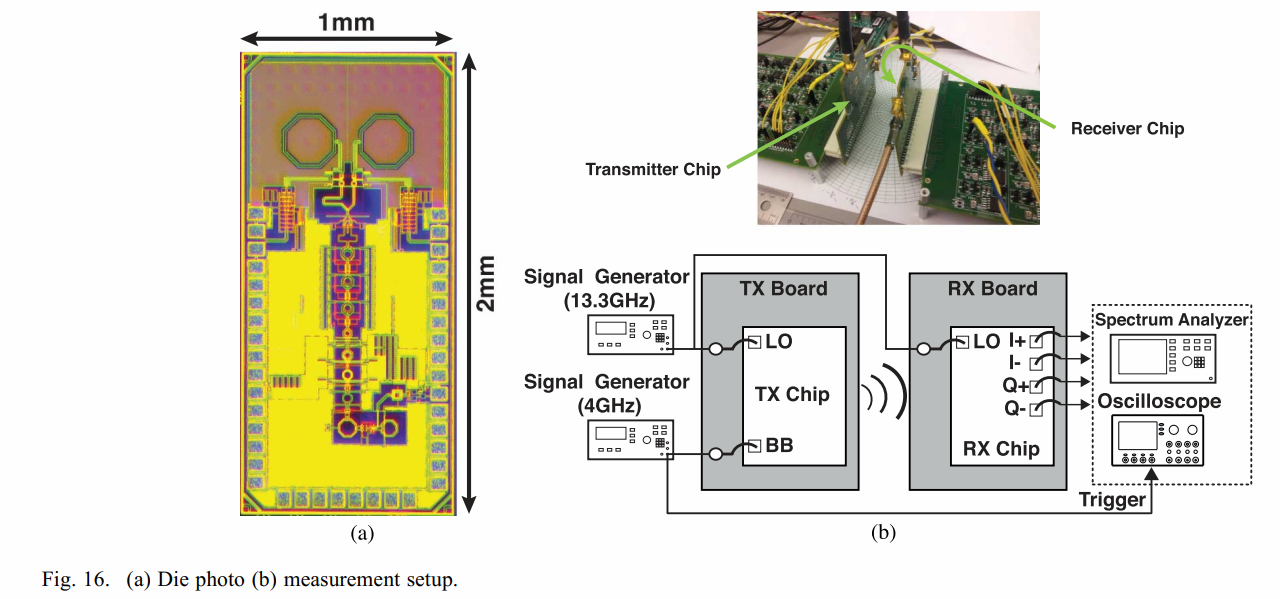 1mm
2mm
(a)
Transmitter Chip
Receiver Chip
Signal Generator
(13.3GHz)
Signal Generator
(4GHz)
TX Board
LO
TX Chip
BB
RX Board
LO
I+
I-
Q+
Q-
RX Chip
Spectrum Analyzer
Oscilloscope
Trigger
(b)
Fig. 16. (a) Die photo (b) measurement setup.